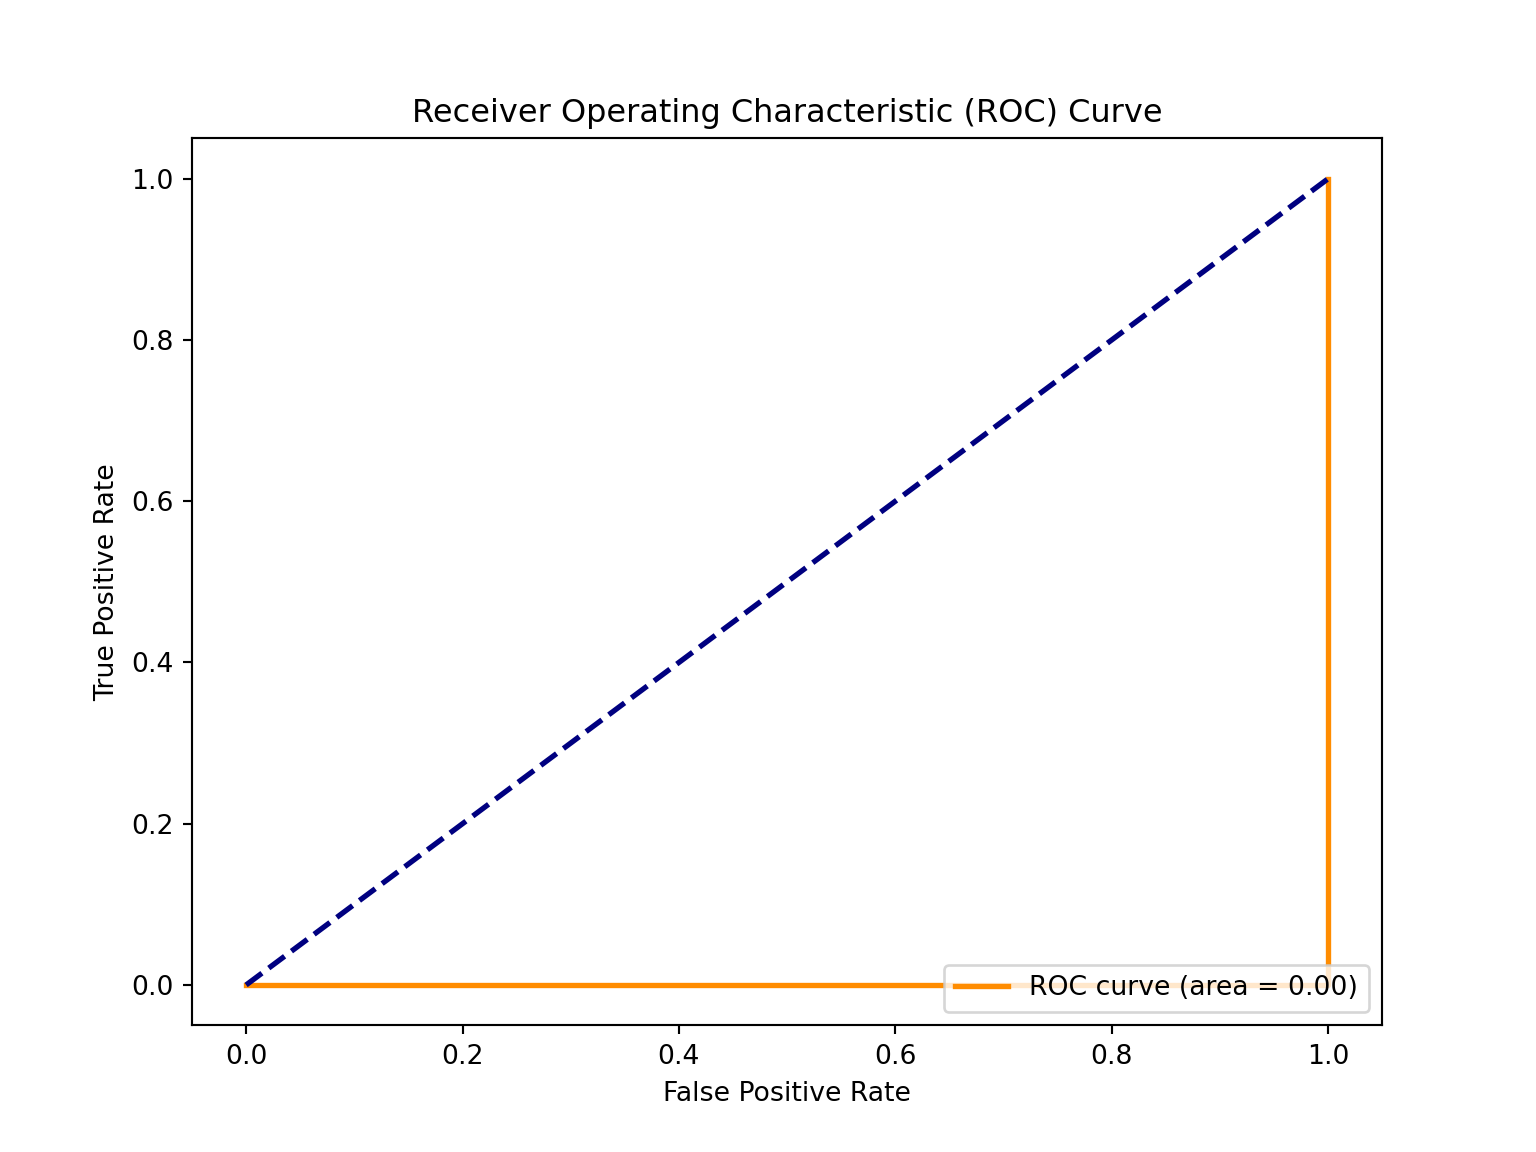 Receiver Operating Characteristic (ROC) Curve
1.0
0.8
0.6
0.4
0.2
0.0
True Positive Rate
ROC curve (area = 0.00)
0.0 0.2 0.4 0.6 0.8 1.0
False Positive Rate